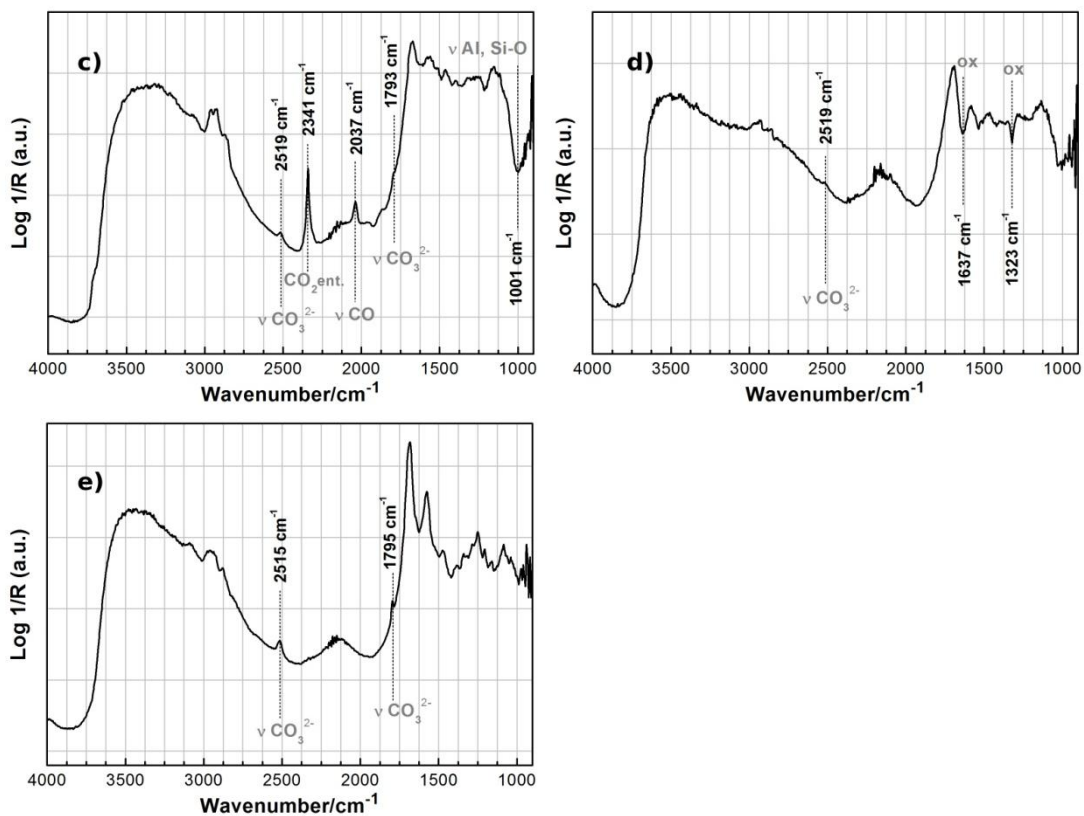 c)
Log 1/R (a.u.)
2519 cm⁻¹
2341 cm⁻¹
2037 cm⁻¹
1793 cm⁻¹
ν Al, Si-O
1001 cm⁻¹
CO₂ent.
ν CO₃²⁻
ν CO
ν CO₃²⁻
4000 3500 3000 2500 2000 1500 1000
Wavenumber/cm⁻¹
d)
Log 1/R (a.u.)
2519 cm⁻¹
ν CO₃²⁻
ox
ox
1637 cm⁻¹
1323 cm⁻¹
4000 3500 3000 2500 2000 1500 1000
Wavenumber/cm⁻¹
e)
Log 1/R (a.u.)
2515 cm⁻¹
1795 cm⁻¹
ν CO₃²⁻
ν CO₃²⁻
4000 3500 3000 2500 2000 1500 1000
Wavenumber/cm⁻¹